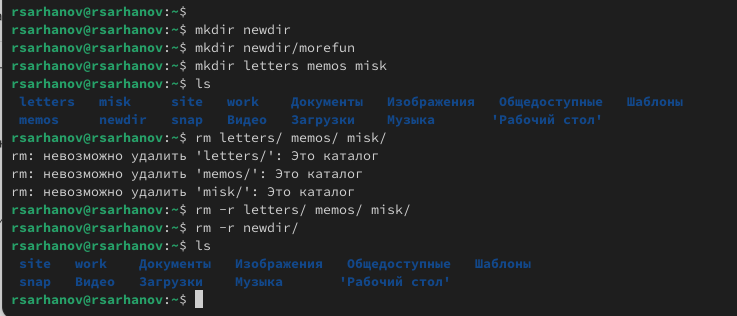 rsarhanov@rsarhanov:~$
rsarhanov@rsarhanov:~$ mkdir newdir
rsarhanov@rsarhanov:~$ mkdir newdir/morefun
rsarhanov@rsarhanov:~$ mkdir letters memos misk
rsarhanov@rsarhanov:~$ ls
letters misk site work Документы Изображения Общедоступные Шаблоны
memos newdir snap Видео Загрузки Музыка 'Рабочий стол'
rsarhanov@rsarhanov:~$ rm letters/ memos/ misk/
rm: невозможно удалить 'letters/': Это каталог
rm: невозможно удалить 'memos/': Это каталог
rm: невозможно удалить 'misk/': Это каталог
rsarhanov@rsarhanov:~$ rm -r letters/ memos/ misk/
rsarhanov@rsarhanov:~$ rm -r newdir/
rsarhanov@rsarhanov:~$ ls
site work Документы Изображения Общедоступные Шаблоны
snap Видео Загрузки Музыка 'Рабочий стол'
rsarhanov@rsarhanov:~$